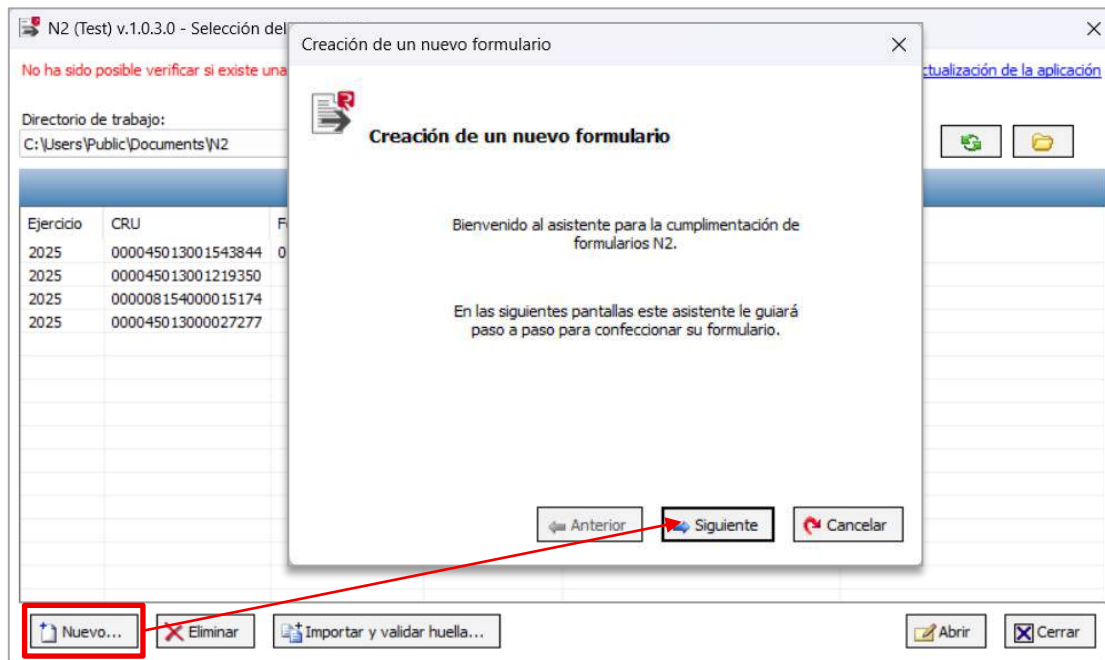 N2 (Test) v.1.0.3.0 - Selección del
Creación de un nuevo formulario
No ha sido posible verificar si existe una
ctualización de la aplicación
Directorio de trabajo:
C:\Users\Public\Documents\N2
Creación de un nuevo formulario
Bienvenido al asistente para la cumplimentación de
formularios N2.
En las siguientes pantallas este asistente le guiará
paso a paso para confeccionar su formulario.
Ejercicio CRU F
2025 000045013001543844 0
2025 000045013001219350
2025 000008154000015174
2025 000045013000027277
Anterior Siguiente Cancelar
Nuevo... Eliminar Importar y validar huella... Abrir Cerrar